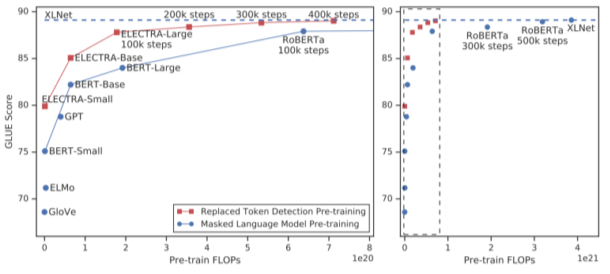 XLNet
200k steps
300k steps
400k steps
ELECTRA-Large
100k steps
RoBERTa
100k steps
ELECTRA-Base
BERT-Large
BERT-Base
ELECTRA-Small
GPT
BERT-Small
ELMo
GloVe
GLUE Score
90
85
80
75
70
0
1
2
3
4
5
6
7
8
1e20
Pre-train FLOPs
Replaced Token Detection Pre-training
Masked Language Model Pre-training
RoBERTa
300k steps
RoBERTa
500k steps
XLNet
90
85
80
75
70
0
1
2
3
4
1e21
Pre-train FLOPs